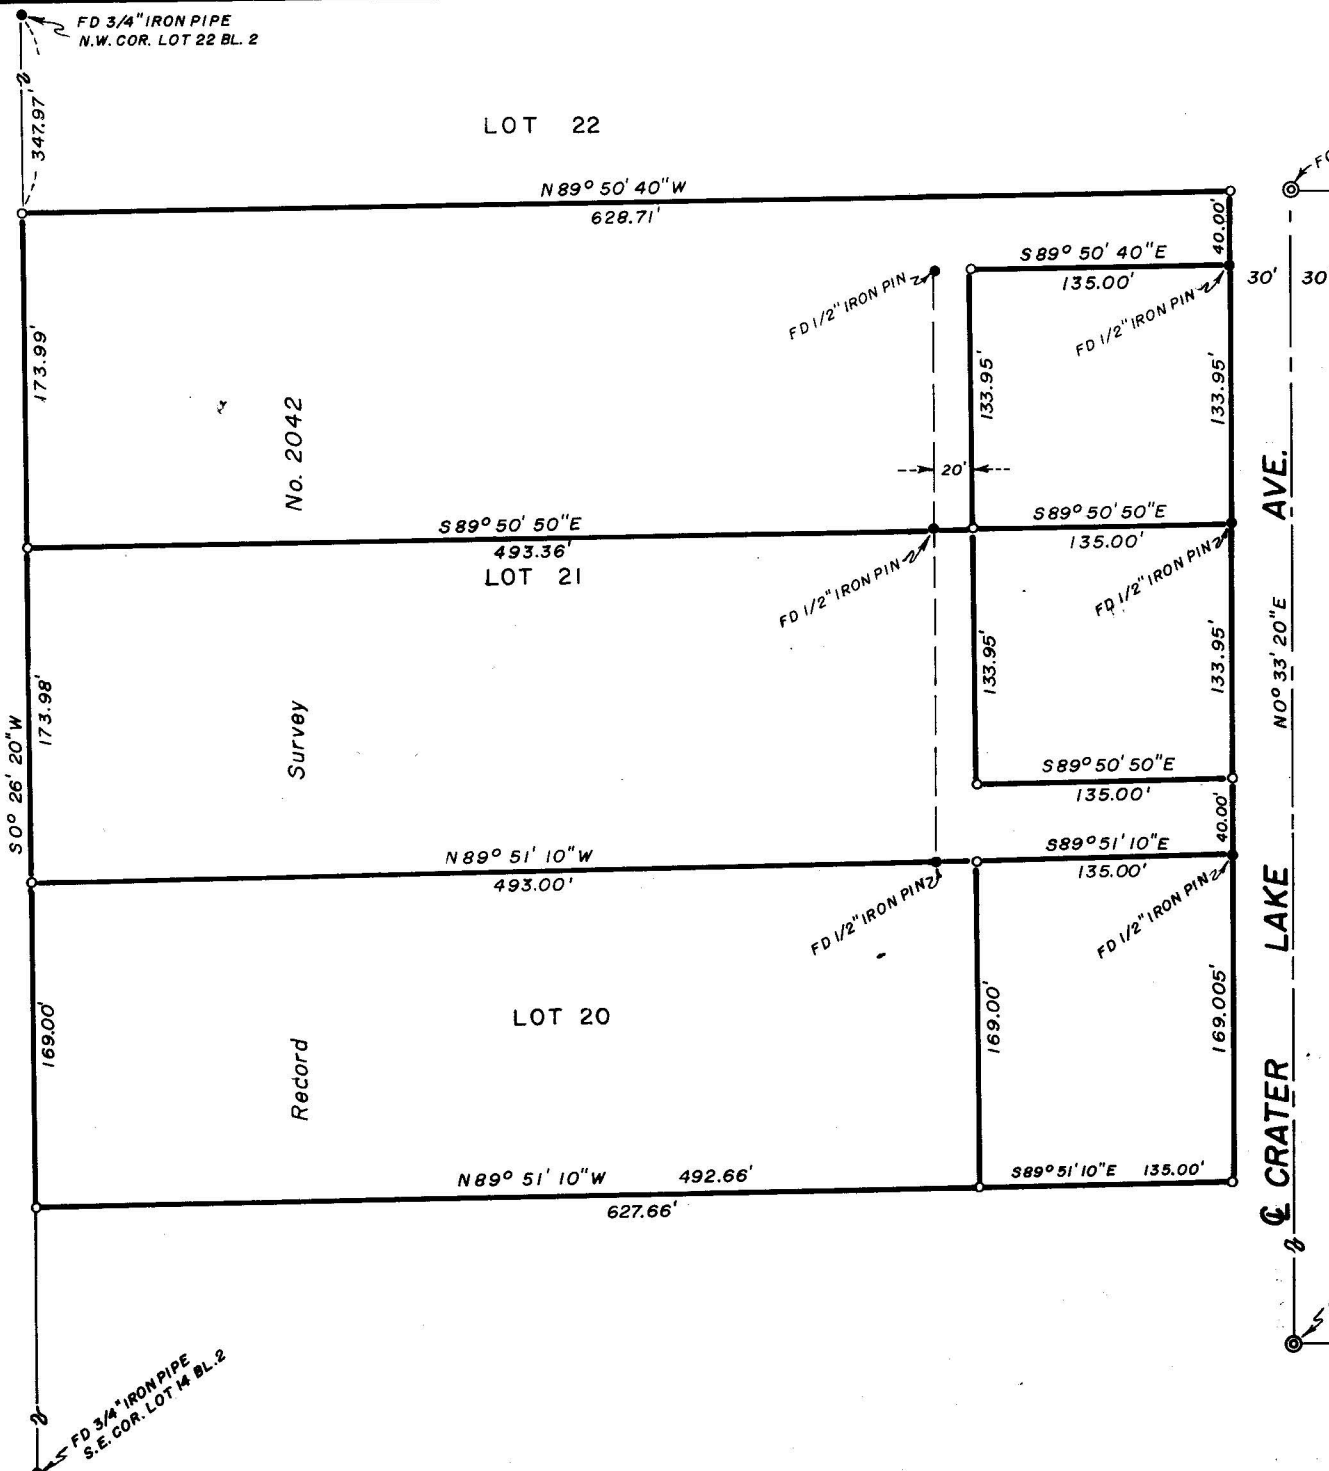 FD 3/4" IRON PIPE
N.W. COR. LOT 22 BL. 2
347.97'
LOT 22
N 89° 50' 40" W
628.71'
40.00'
S 89° 50' 40" E
135.00'
30'
30
FD 1/2" IRON PIN
FD 1/2" IRON PIN
173.99'
133.95'
133.95'
No. 2042
20'
AVE.
S 89° 50' 50" E
493.36'
S 89° 50' 50" E
135.00'
LOT 21
FD 1/2" IRON PIN
FD 1/2" IRON PIN
133.95'
133.95'
N 0° 33' 20" E
S 0° 26' 20" W
173.98'
Survey
S 89° 50' 50" E
135.00'
40.00'
N 89° 51' 10" W
493.00'
S 89° 51' 10" E
135.00'
LAKE
FD 1/2" IRON PIN
FD 1/2" IRON PIN
169.00'
LOT 20
169.00'
169.005'
Record
℄ CRATER
N 89° 51' 10" W 492.66'
627.66'
S 89° 51' 10" E 135.00'
FD 3/4" IRON PIPE
S.E. COR. LOT 14 BL. 2